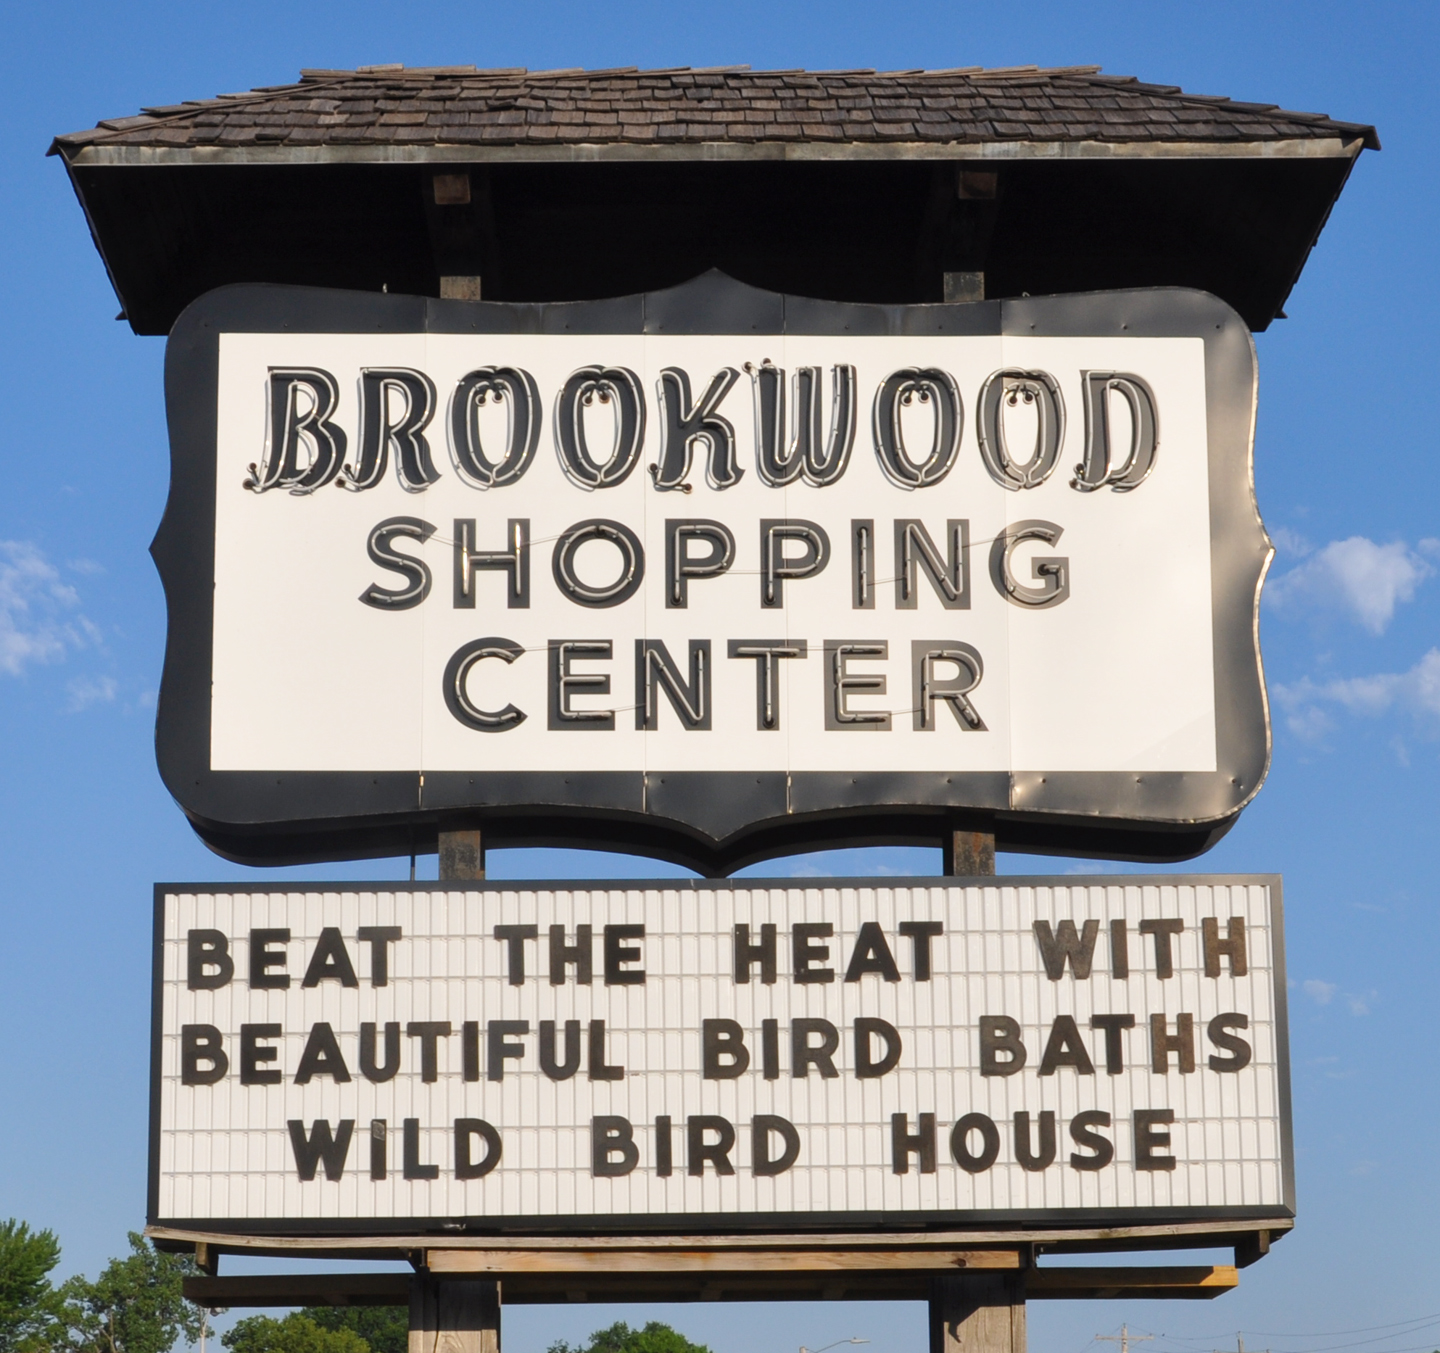 BROOKWOOD
SHOPPING
CENTER
BEAT THE HEAT WITH
BEAUTIFUL BIRD BATHS
WILD BIRD HOUSE